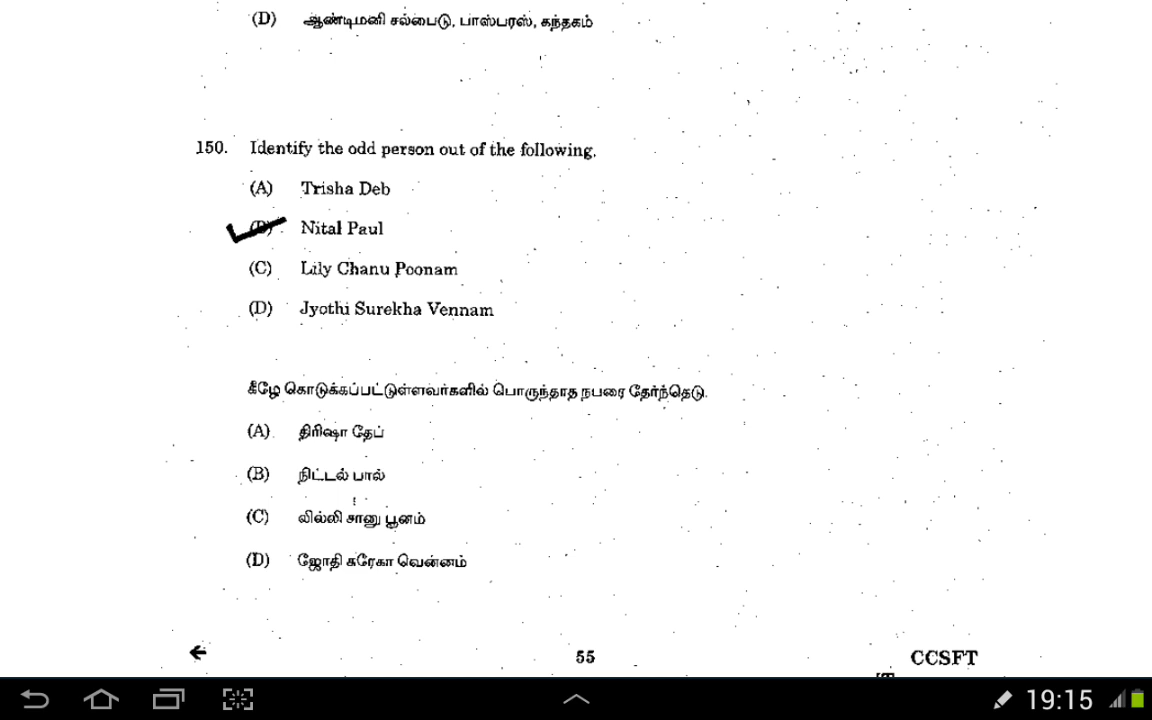 (D) ஆண்டிமனி சல்பைடு, பாஸ்பரஸ், கந்தகம்
150. Identify the odd person out of the following.
(A) Trisha Deb
(B) Nital Paul
(C) Lily Chanu Poonam
(D) Jyothi Surekha Vennam
கீழே கொடுக்கப்பட்டுள்ளவர்களில் பொருந்தாத நபரை தேர்ந்தெடு.
(A) திரிஷா தேப்
(B) நிட்டல் பால்
(C) லில்லி சானு பூனம்
(D) ஜோதி சுரேகா வென்னம்
55 CCSFT
19:15